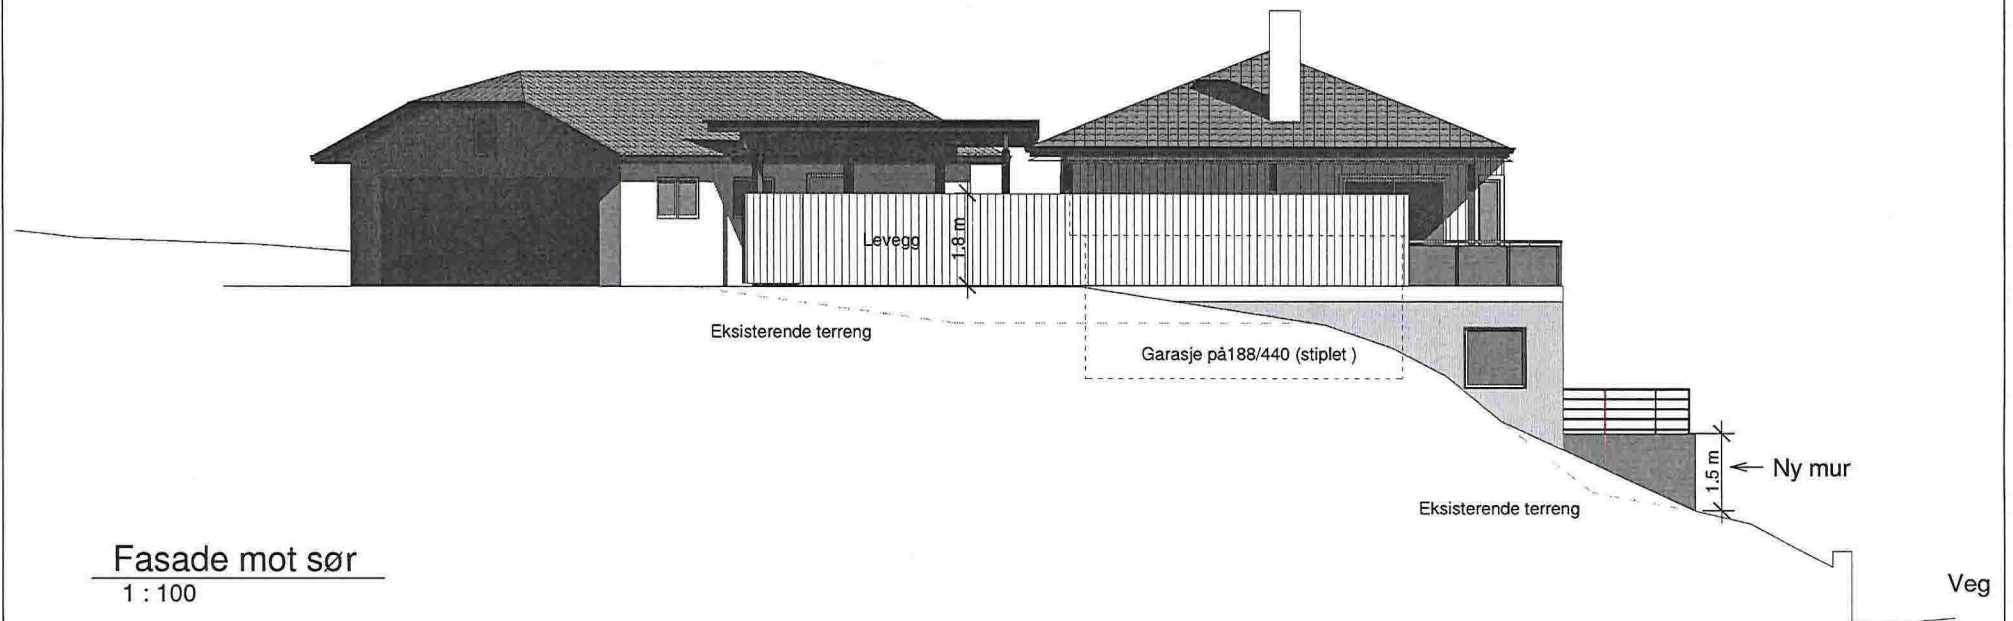 Levegg
1.8 m
Eksisterende terreng
Garasje på188/440 (stiplet )
1.5 m
Ny mur
Eksisterende terreng
Fasade mot sør
1 : 100
Veg